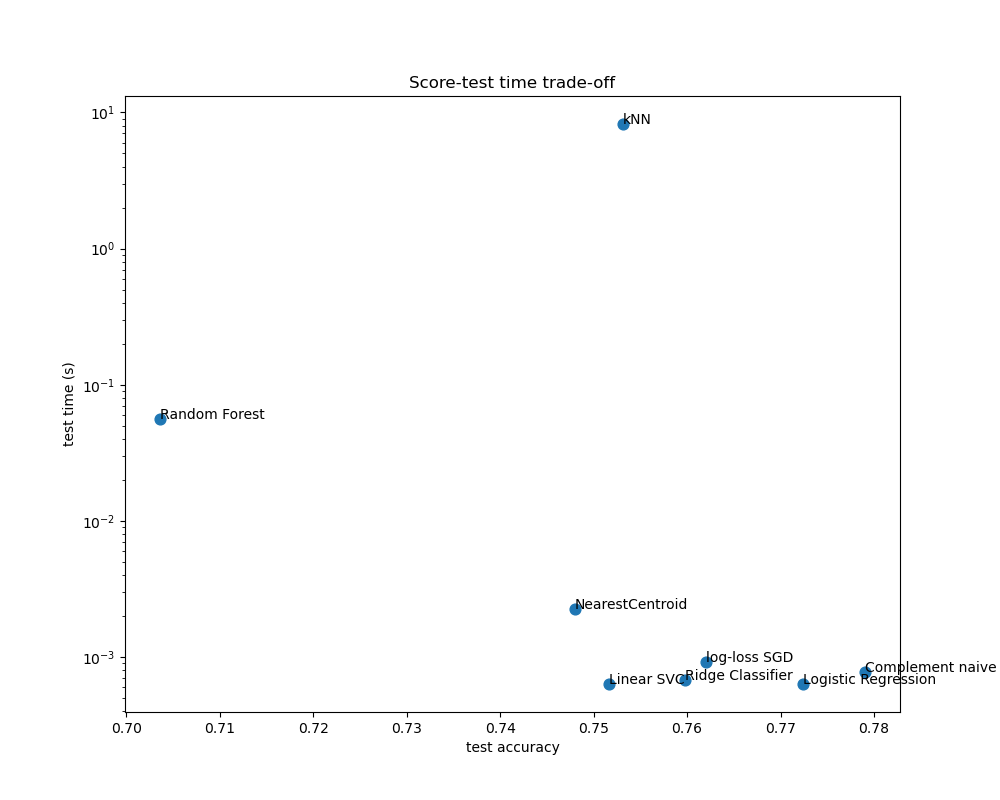 Score-test time trade-off
10¹
kNN
10⁰
test time (s)
10⁻¹
Random Forest
10⁻²
NearestCentroid
10⁻³
log-loss SGD
Complement naive
Linear SVC
Ridge Classifier
Logistic Regression
0.70 0.71 0.72 0.73 0.74 0.75 0.76 0.77 0.78
test accuracy